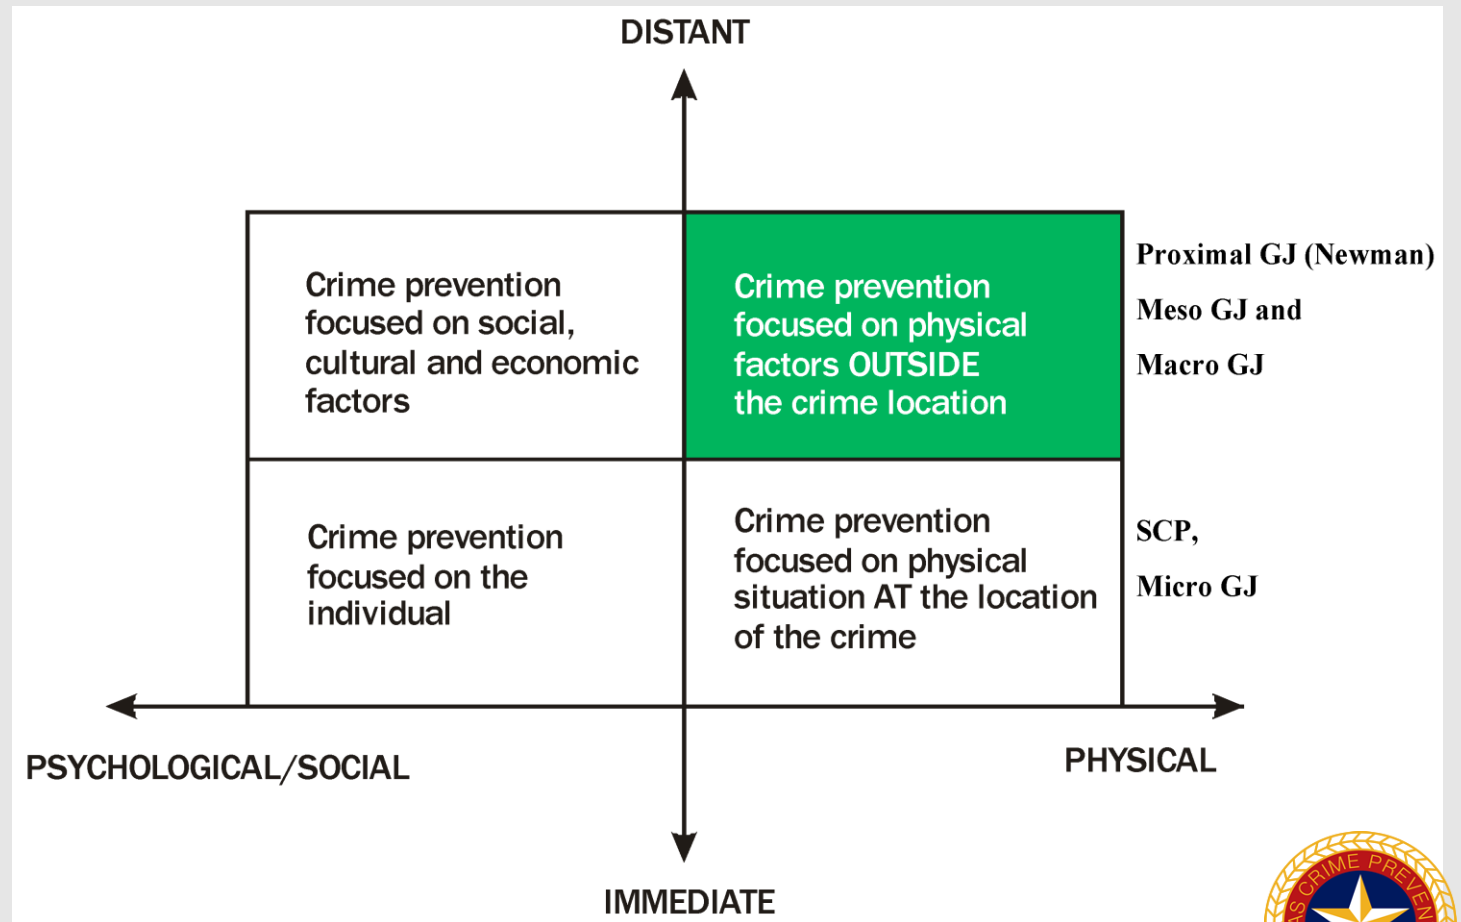 DISTANT
Crime prevention
focused on social,
cultural and economic
factors
Crime prevention
focused on physical
factors OUTSIDE
the crime location
Proximal GJ (Newman)
Meso GJ and
Macro GJ
Crime prevention
focused on the
individual
Crime prevention
focused on physical
situation AT the location
of the crime
SCP,
Micro GJ
PSYCHOLOGICAL/SOCIAL
PHYSICAL
IMMEDIATE
CRIME